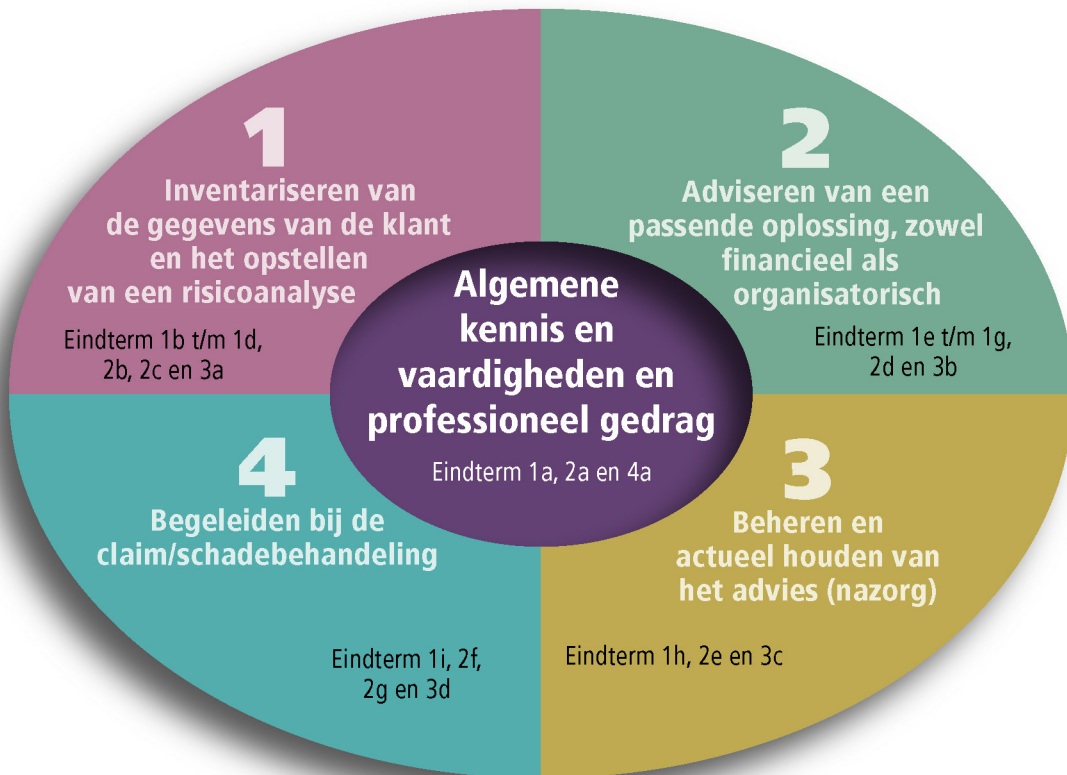 1
Inventariseren van
de gegevens van de klant
en het opstellen
van een risicoanalyse
Eindterm 1b t/m 1d,
2b, 2c en 3a
2
Adviseren van een
passende oplossing, zowel
financieel als
organisatorisch
Eindterm 1e t/m 1g,
2d en 3b
Algemene
kennis en
vaardigheden en
professioneel gedrag
Eindterm 1a, 2a en 4a
4
Begeleiden bij de
claim/schadebehandeling
Eindterm 1i, 2f,
2g en 3d
3
Beheren en
actueel houden van
het advies (nazorg)
Eindterm 1h, 2e en 3c